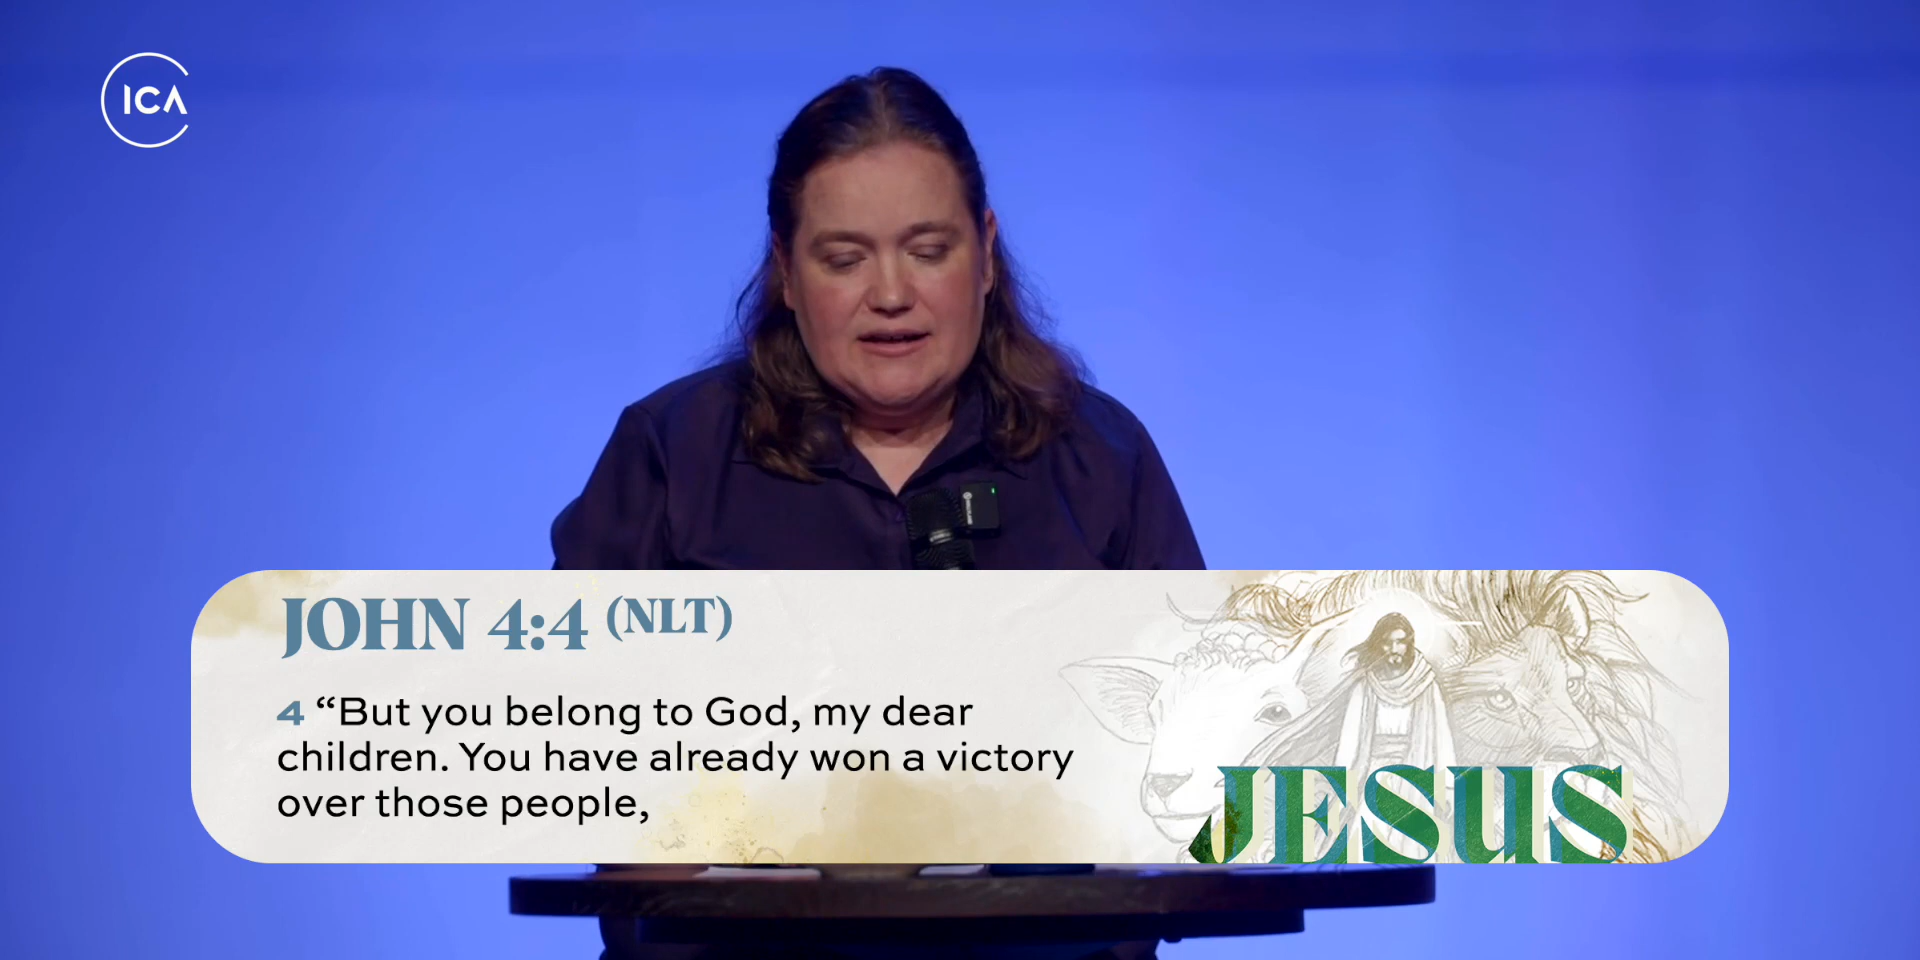 ICA
JOHN 4:4 (NLT)
4 “But you belong to God, my dear
children. You have already won a victory
over those people,
JESUS